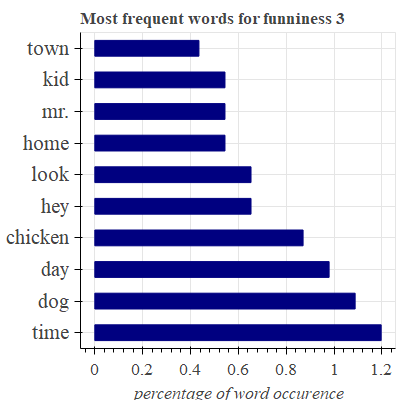 Most frequent words for funniness 3
town
kid
mr.
home
look
hey
chicken
day
dog
time
0 0.2 0.4 0.6 0.8 1 1.2
percentage of word occurence